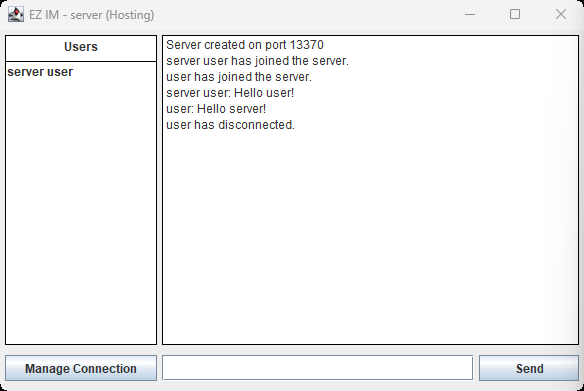 EZ IM - server (Hosting)
Users
server user
Server created on port 13370
server user has joined the server.
user has joined the server.
server user: Hello user!
user: Hello server!
user has disconnected.
Manage Connection
Send